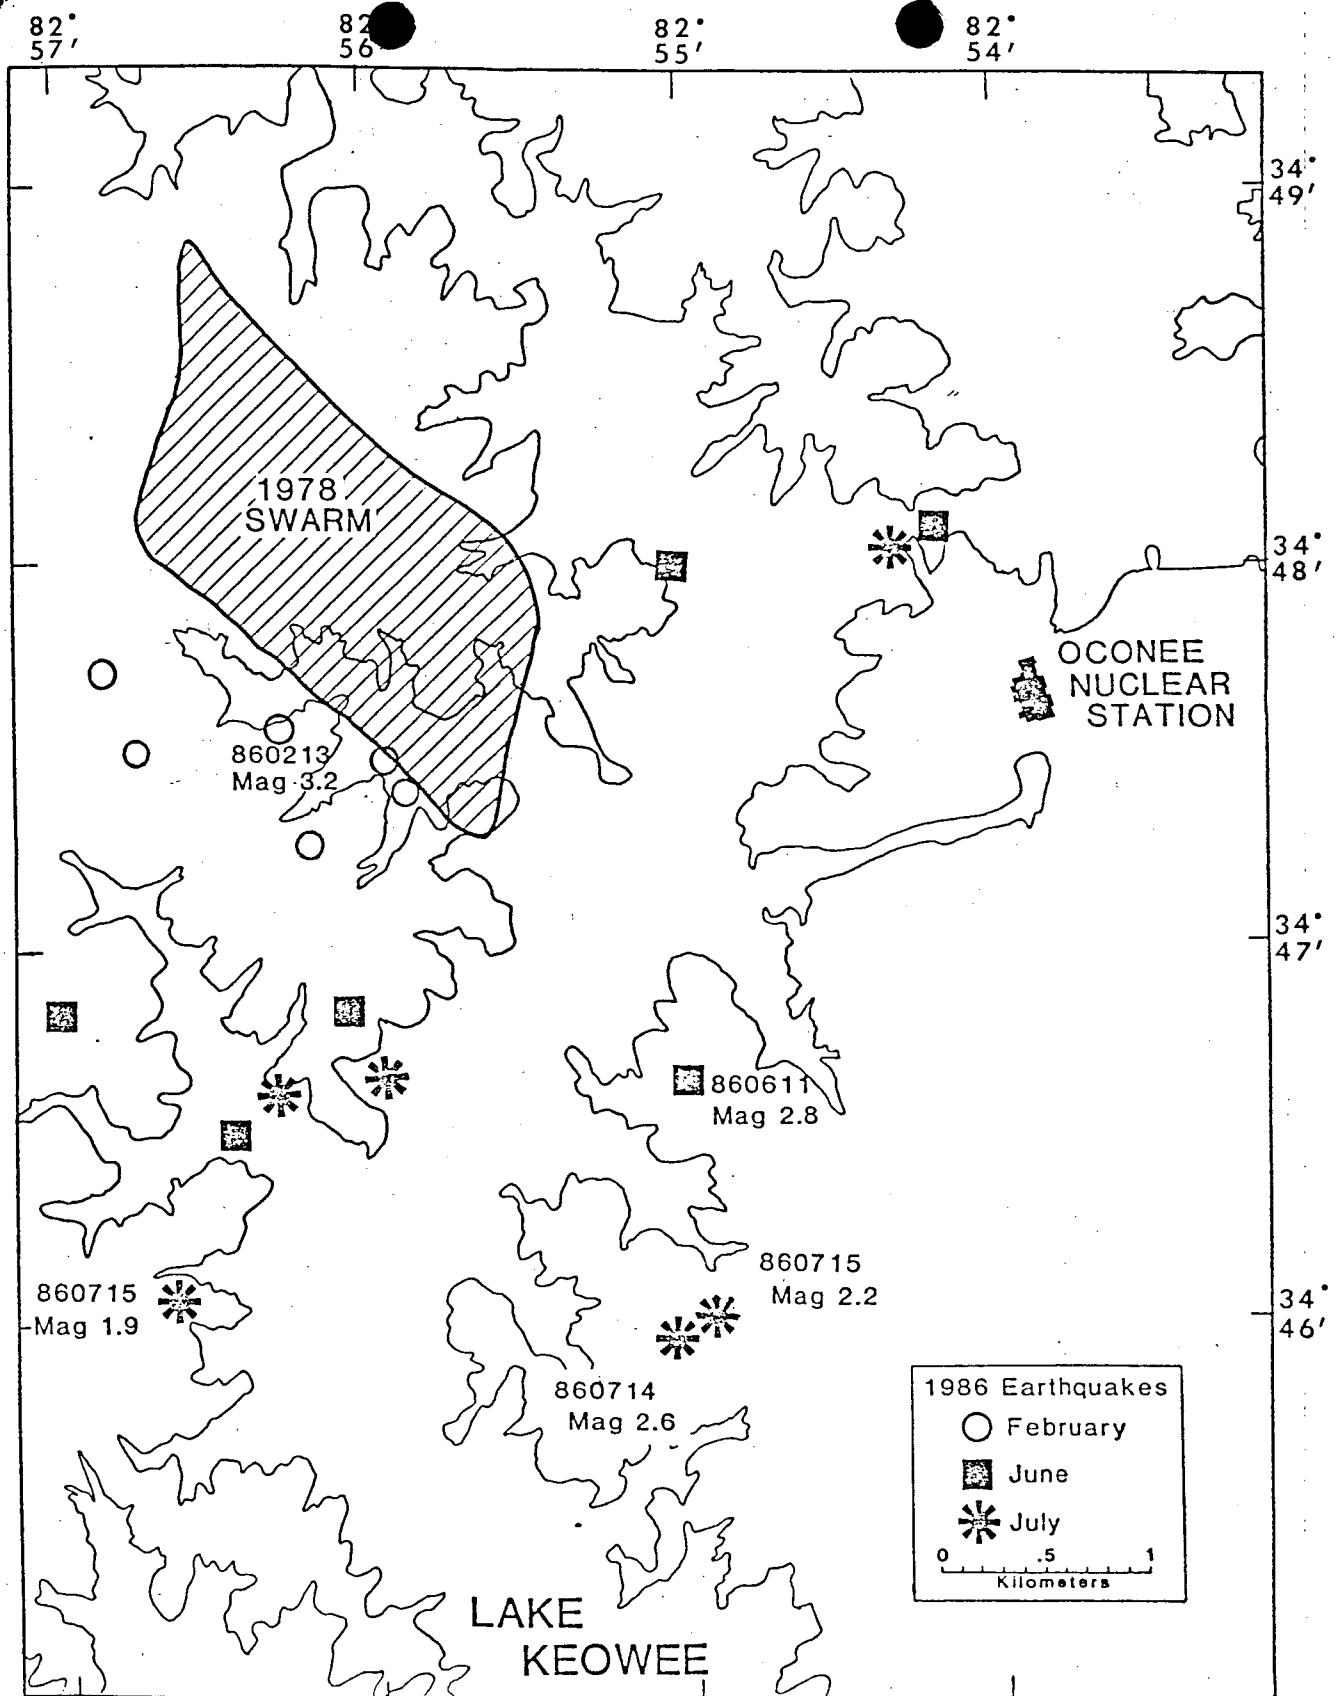 82° 82 82° 82°
57' 56' 55' 54'
34°
49'
1978
SWARM
34°
48'
OCONEE
NUCLEAR
STATION
860213
Mag 3.2
34°
47'
860611
Mag 2.8
860715
Mag 2.2
860715
Mag 1.9
34°
46'
860714
Mag 2.6
1986 Earthquakes
February
June
July
0 .5 1
Kilometers
LAKE
KEOWEE